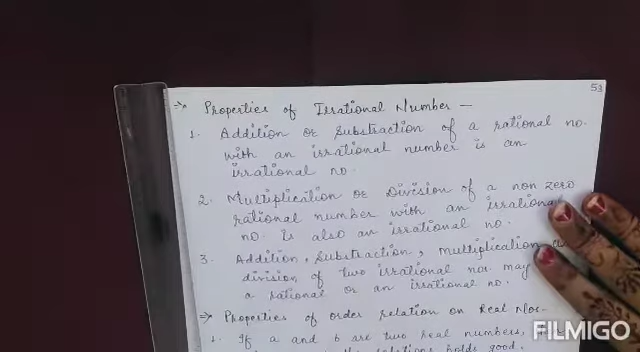 53
→ Properties of Irrational Number —
1. Addition or Substraction of a rational no.
with an irrational number is an
irrational no.
2. Multiplication or Division of a non zero
rational number with an irrational
no. is also an irrational no.
3. Addition, Substraction, Multiplication
division of two irrational nos. may
a rational or an irrational no.
→ Properties of order relation on Real Nos.
1. If a and b are two real numbers,
relations holds good.
FILMIGO